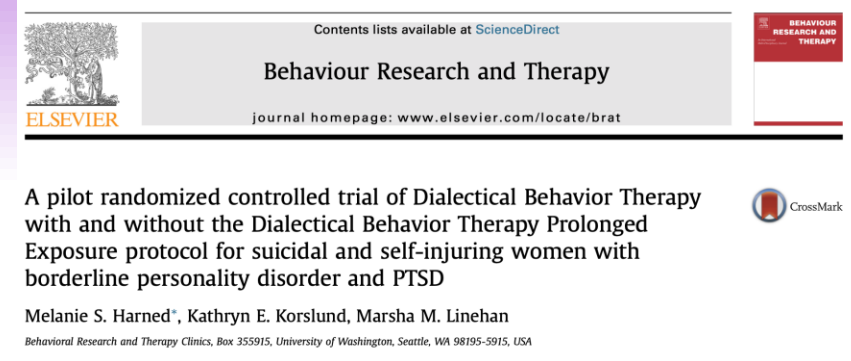 Contents lists available at ScienceDirect
Behaviour Research and Therapy
journal homepage: www.elsevier.com/locate/brat
ELSEVIER
BEHAVIOUR
RESEARCH AND
THERAPY
A pilot randomized controlled trial of Dialectical Behavior Therapy
with and without the Dialectical Behavior Therapy Prolonged
Exposure protocol for suicidal and self-injuring women with
borderline personality disorder and PTSD
CrossMark
Melanie S. Harned*, Kathryn E. Korslund, Marsha M. Linehan
Behavioral Research and Therapy Clinics, Box 355915, University of Washington, Seattle, WA 98195-5915, USA